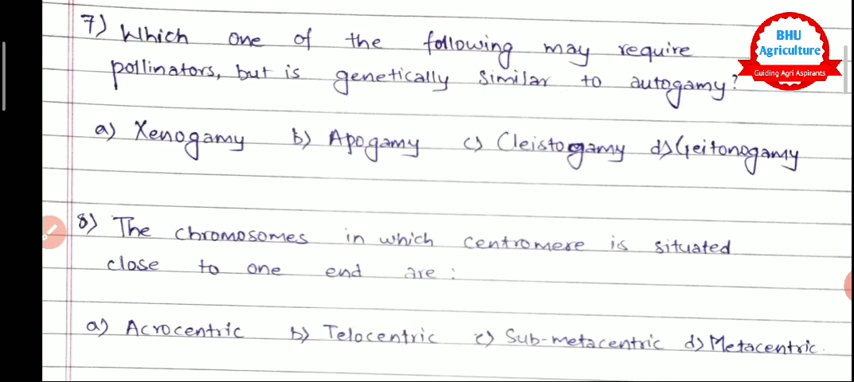 7) Which one of the following may require
pollinators, but is genetically similar to autogamy?
a) Xenogamy b) Apogamy c) Cleistogamy d) Geitonogamy
8) The chromosomes in which centromere is situated
close to one end are :
a) Acrocentric b) Telocentric c) Sub-metacentric d) Metacentric.
BHU
Agriculture
Guiding Agri Aspirants